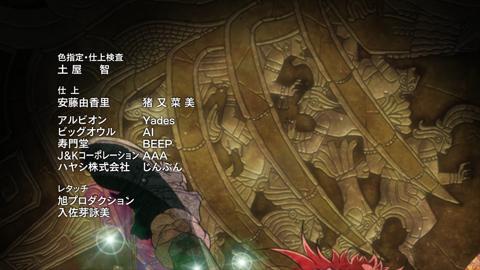 色指定・仕上検査
土屋 智
仕上
安藤由香里 猪又菜美
アルビオン Yades
ビッグオウル AI
寿門堂 BEEP
J&Kコーポレーション AAA
ハヤシ株式会社 じんぷん
レタッチ
旭プロダクション
入佐芽詠美